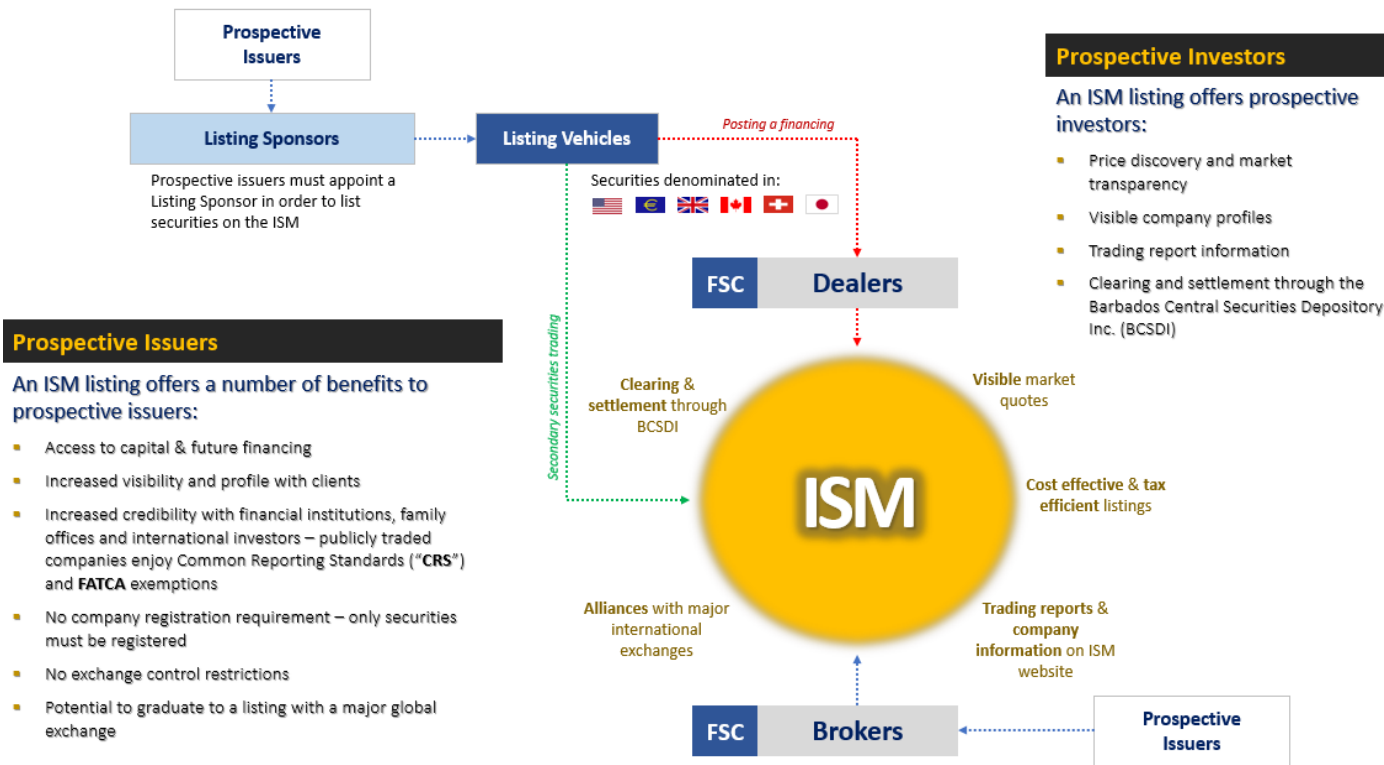 Prospective
Issuers
Listing Sponsors
Prospective issuers must appoint a
Listing Sponsor in order to list
securities on the ISM
Listing Vehicles
Posting a financing
Securities denominated in:
Secondary securities trading
FSC
Dealers
Prospective Investors
An ISM listing offers prospective
investors:
Price discovery and market
transparency
Visible company profiles
Trading report information
Clearing and settlement through the
Barbados Central Securities Depository
Inc. (BCSDI)
Prospective Issuers
An ISM listing offers a number of benefits to
prospective issuers:
Access to capital & future financing
Increased visibility and profile with clients
Increased credibility with financial institutions, family
offices and international investors – publicly traded
companies enjoy Common Reporting Standards (“CRS”)
and FATCA exemptions
No company registration requirement – only securities
must be registered
No exchange control restrictions
Potential to graduate to a listing with a major global
exchange
Clearing &
settlement through
BCSDI
Visible market
quotes
ISM
Cost effective & tax
efficient listings
Alliances with major
international
exchanges
Trading reports &
company
information on ISM
website
FSC
Brokers
Prospective
Issuers